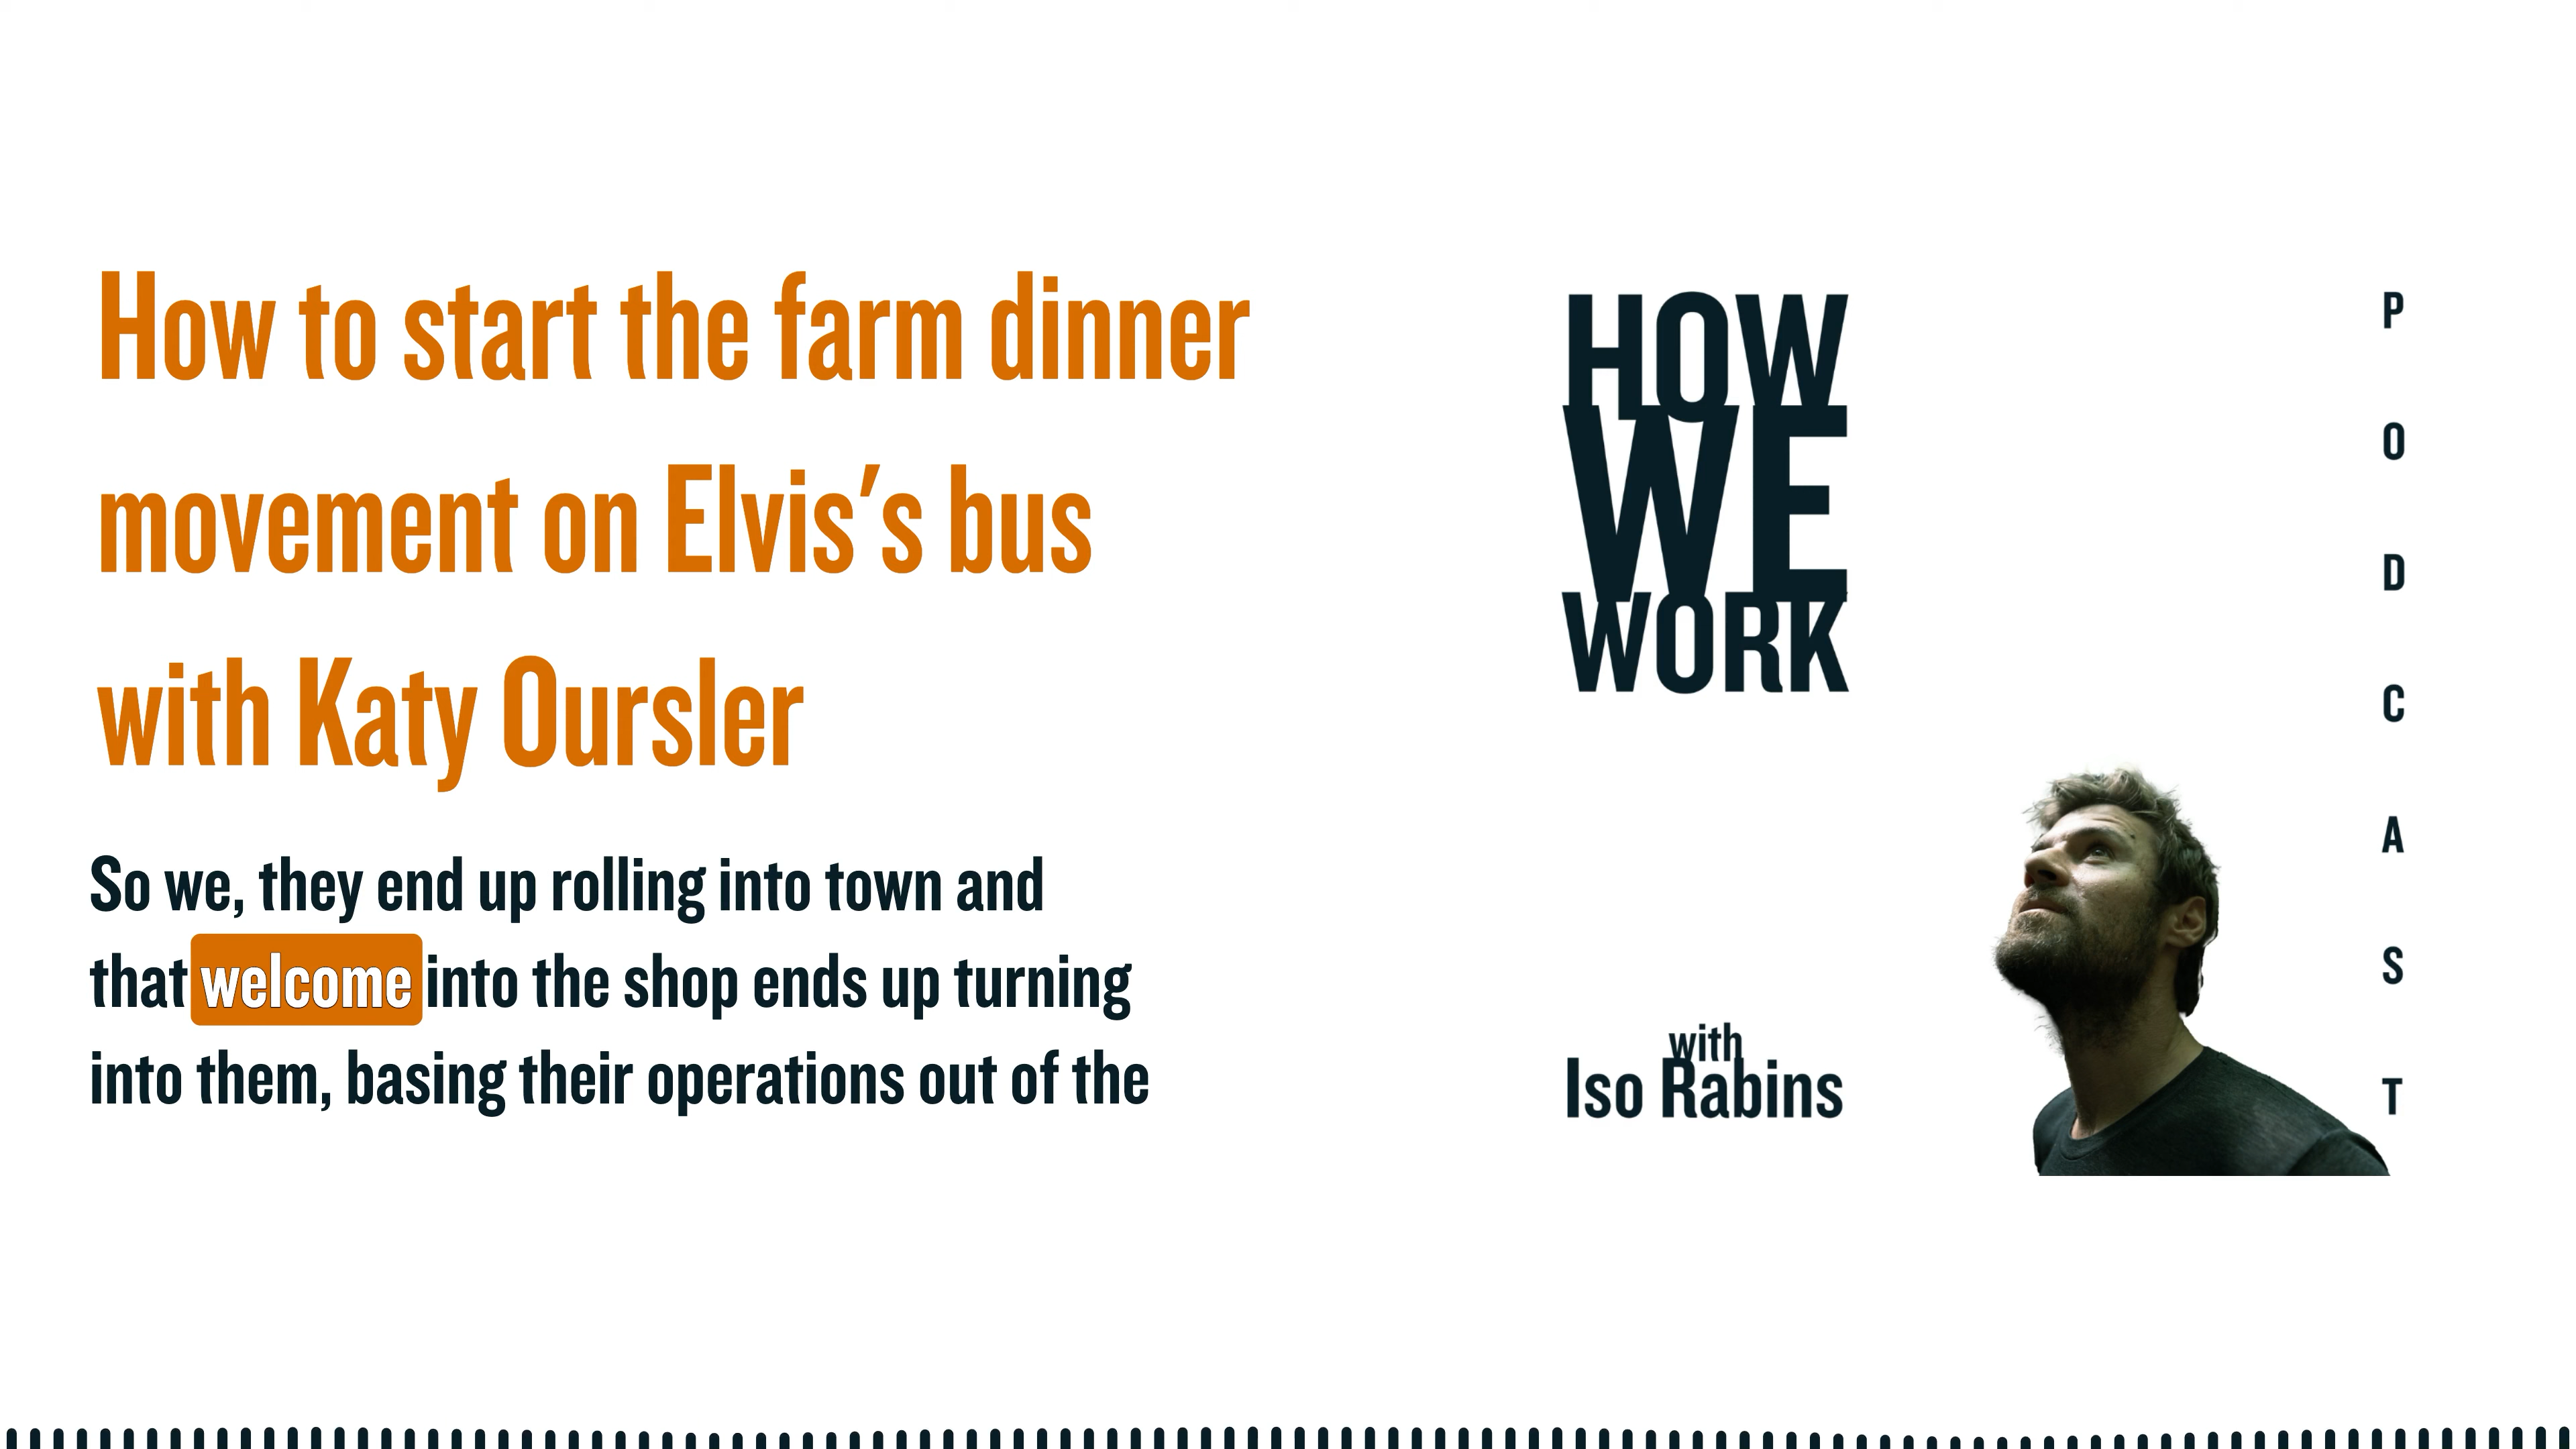 How to start the farm dinner
movement on Elvis's bus
with Katy Oursler
So we, they end up rolling into town and
that welcome into the shop ends up turning
into them, basing their operations out of the
HOW
WE
WORK
with
Iso Rabins
P
O
D
C
A
S
T